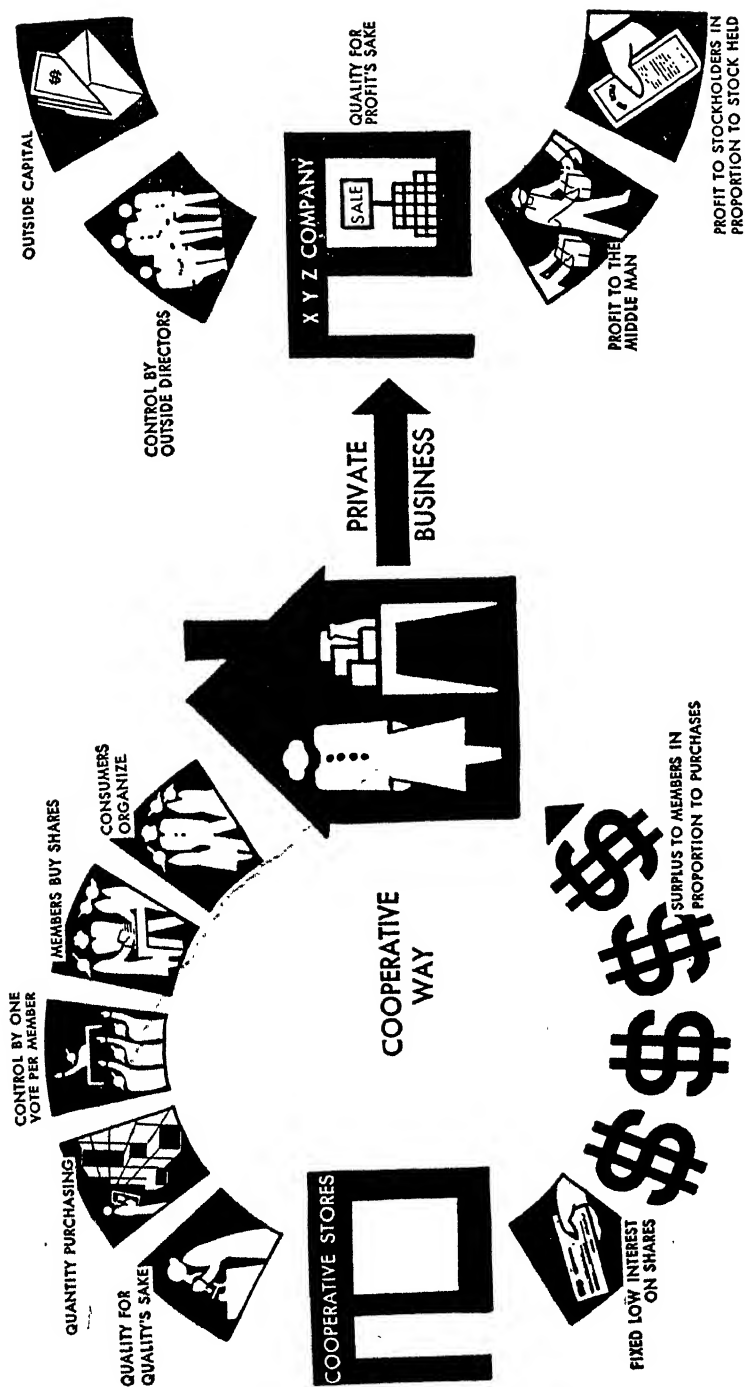 CONSUMERS
ORGANIZE
MEMBERS BUY SHARES
CONTROL BY ONE
VOTE PER MEMBER
QUANTITY PURCHASING
QUALITY FOR
QUALITY'S SAKE
COOPERATIVE STORES
COOPERATIVE
WAY
FIXED LOW INTEREST
ON SHARES
$ $ $ $
SURPLUS TO MEMBERS IN
PROPORTION TO PURCHASES
PRIVATE
BUSINESS
OUTSIDE CAPITAL
$$
CONTROL BY
OUTSIDE DIRECTORS
X Y Z COMPANY
SALE
QUALITY FOR
PROFIT'S SAKE
PROFIT TO THE
MIDDLE MAN
PROFIT TO STOCKHOLDERS IN
PROPORTION TO STOCK HELD